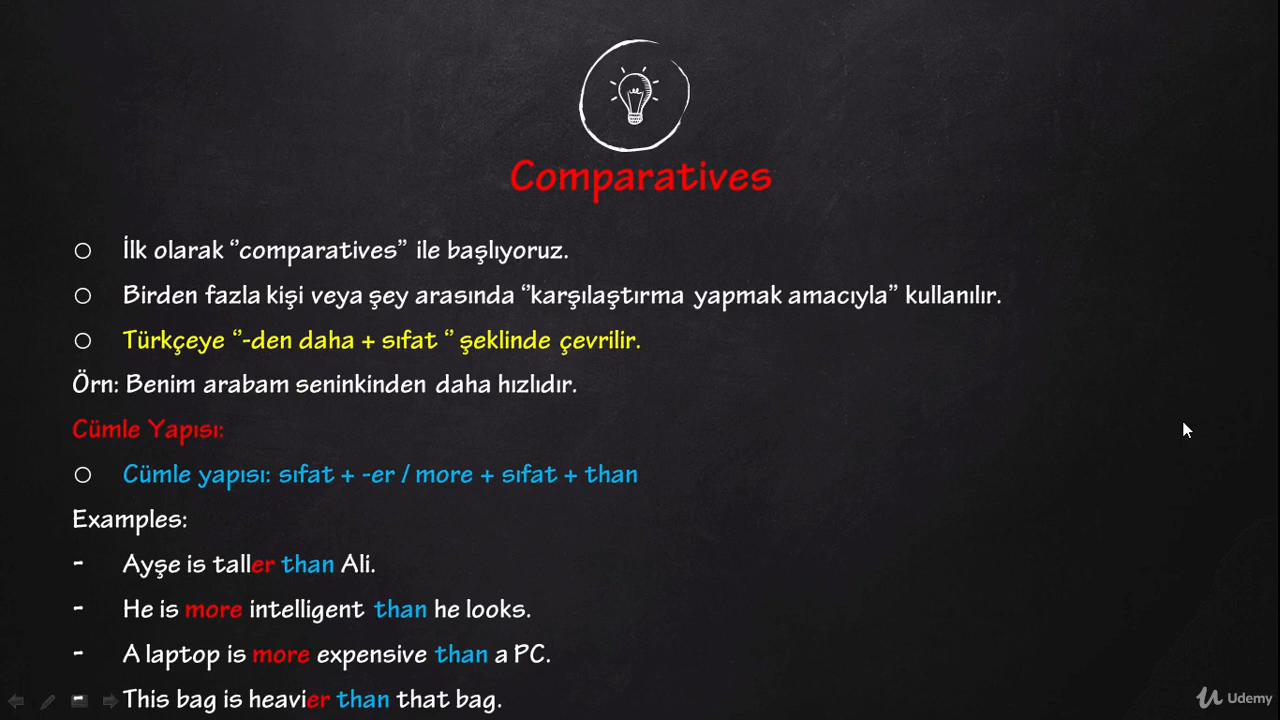 Comparatives
İlk olarak ‘’comparatives’’ ile başlıyoruz.
Birden fazla kişi veya şey arasında ‘’karşılaştırma yapmak amacıyla’’ kullanılır.
Türkçeye ‘’-den daha + sıfat ‘’ şeklinde çevrilir.
Örn: Benim arabam seninkinden daha hızlıdır.
Cümle Yapısı:
Cümle yapısı: sıfat + -er / more + sıfat + than
Examples:
- Ayşe is taller than Ali.
- He is more intelligent than he looks.
- A laptop is more expensive than a PC.
- This bag is heavier than that bag.
Udemy